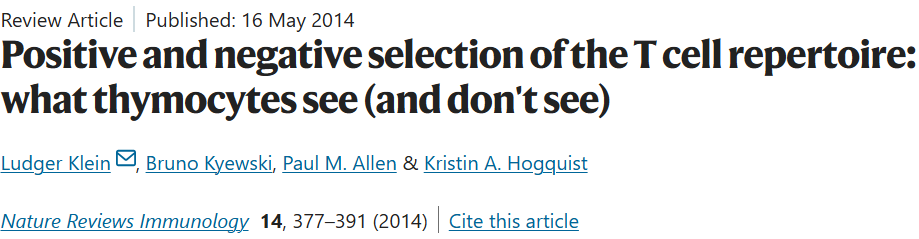 Review Article | Published: 16 May 2014
Positive and negative selection of the T cell repertoire:
what thymocytes see (and don't see)
Ludger Klein, Bruno Kyewski, Paul M. Allen & Kristin A. Hogquist
Nature Reviews Immunology 14, 377–391 (2014) | Cite this article